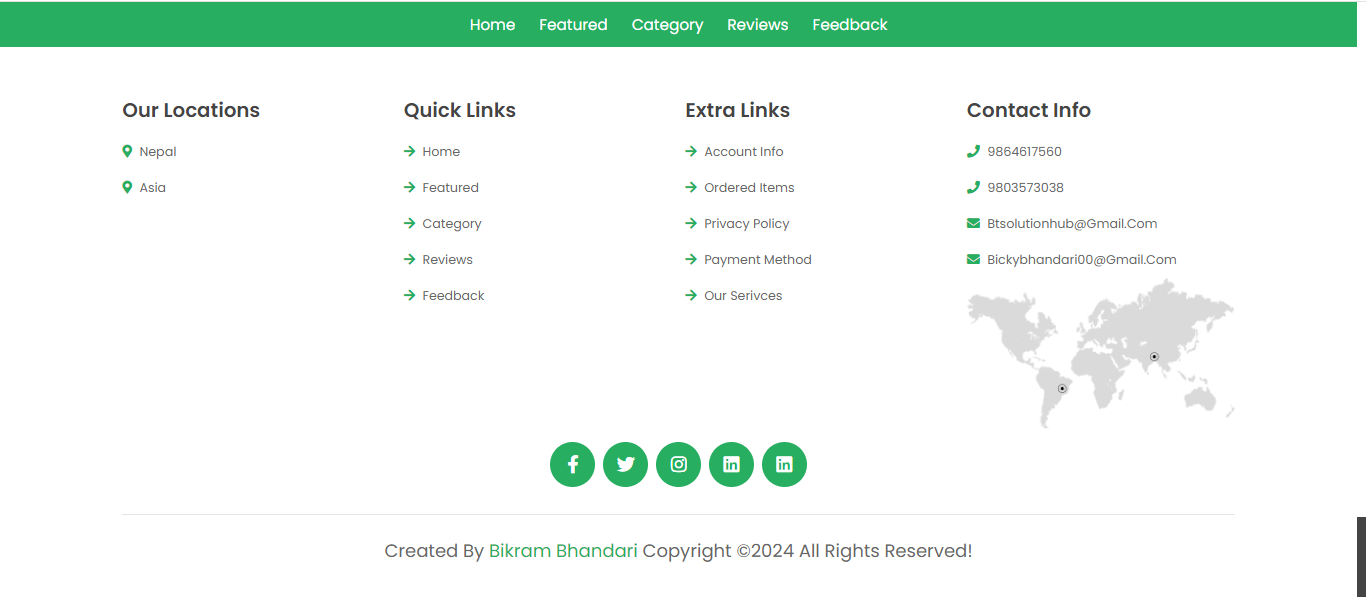 Home Featured Category Reviews Feedback
Our Locations
Nepal
Asia
Quick Links
Home
Featured
Category
Reviews
Feedback
Extra Links
Account Info
Ordered Items
Privacy Policy
Payment Method
Our Serivces
Contact Info
9864617560
9803573038
Btsolutionhub@Gmail.Com
Bickybhandari00@Gmail.Com
Created By Bikram Bhandari Copyright ©2024 All Rights Reserved!